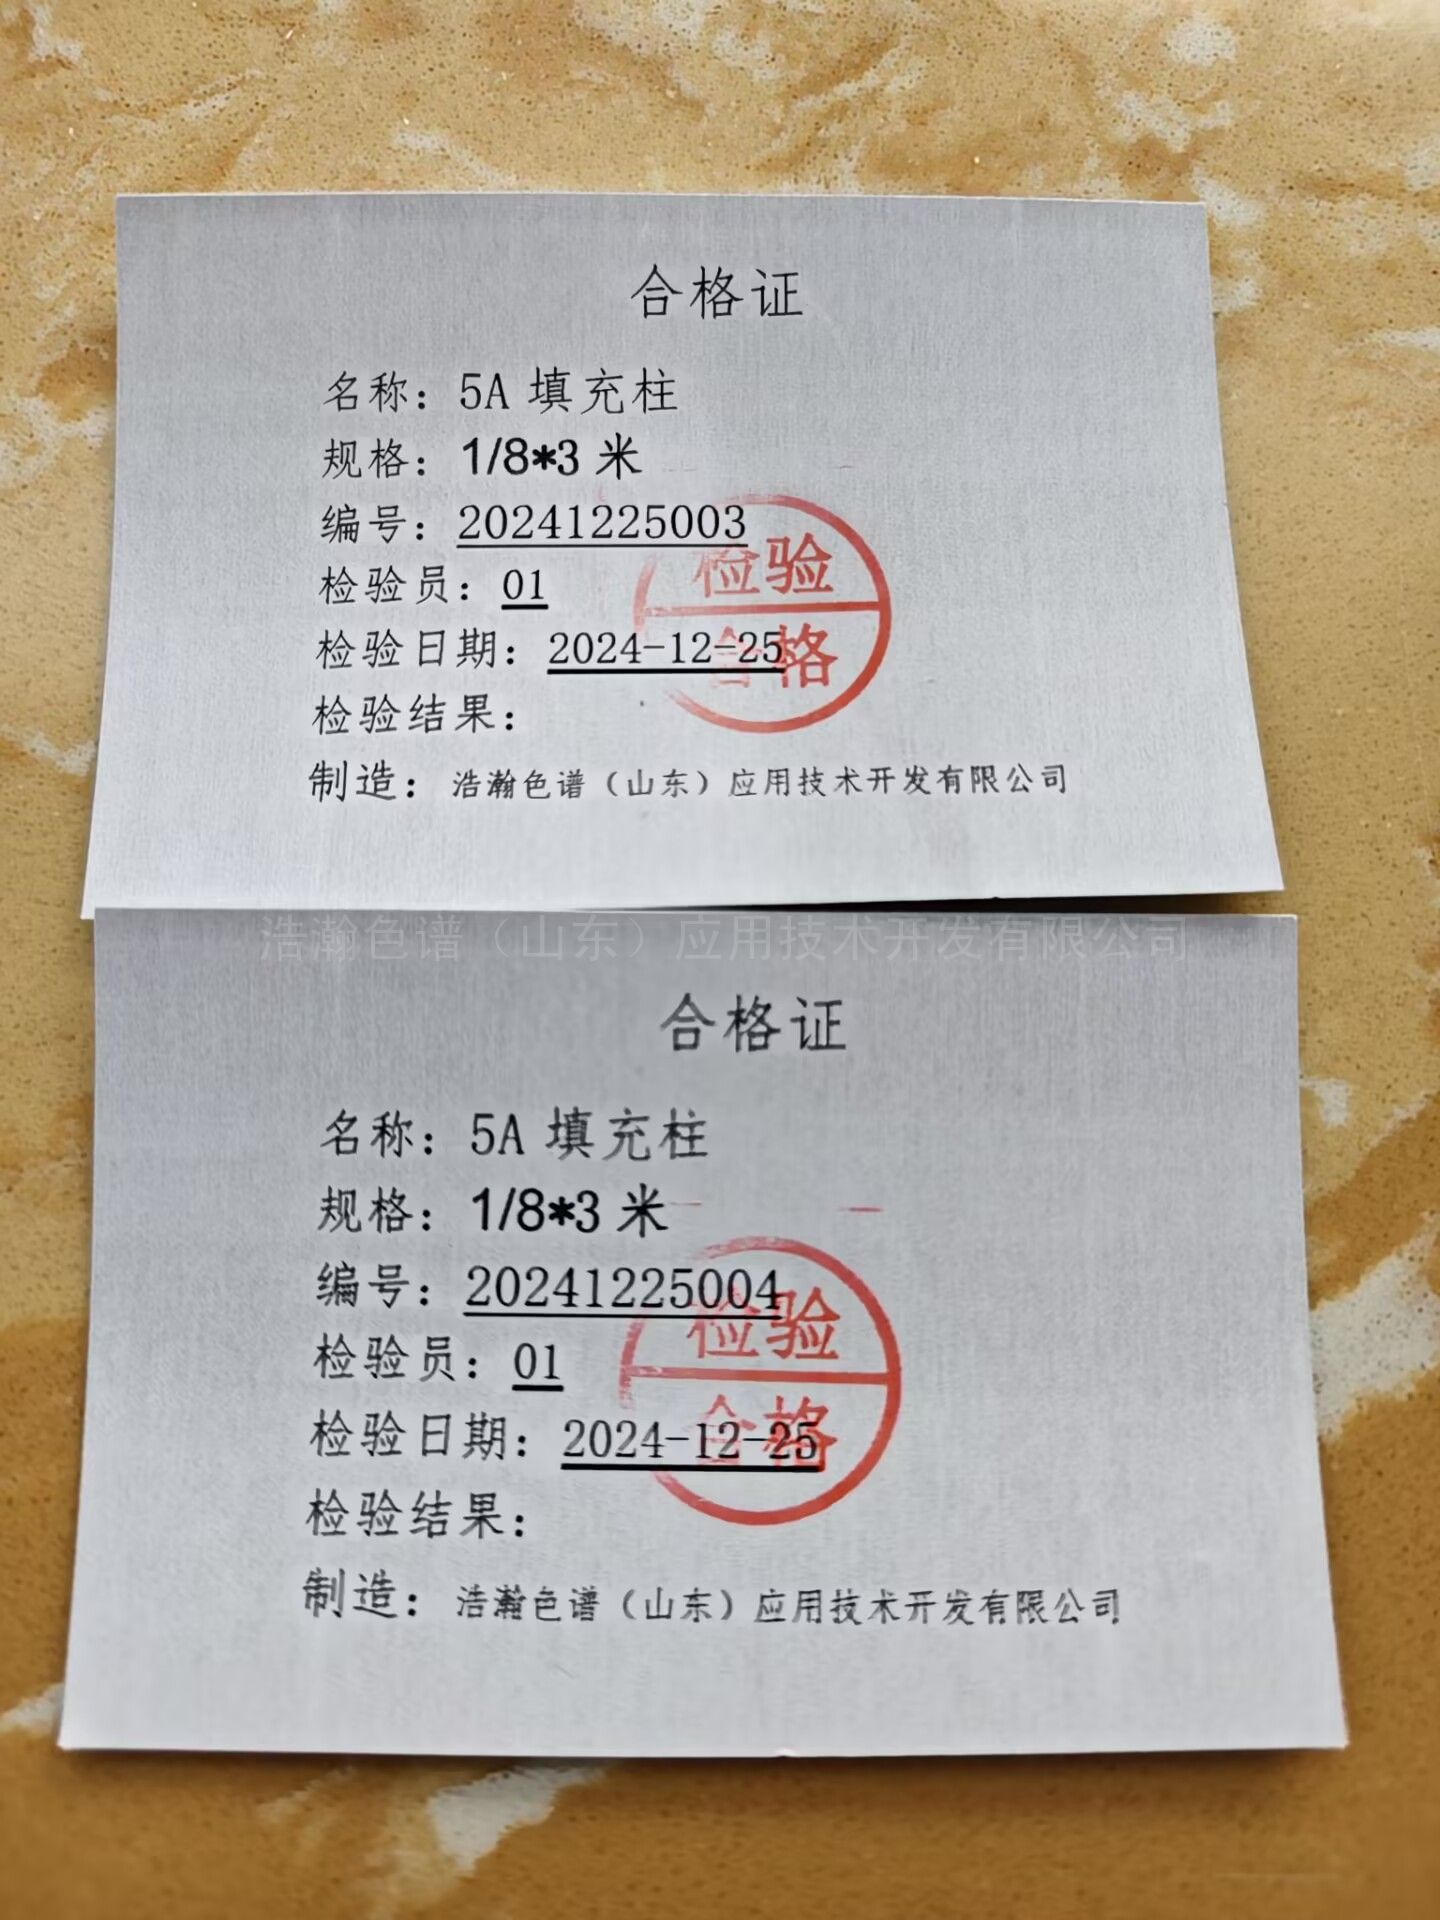 合格证
名称：5A 填充柱
规格：1/8*3 米
编号：20241225003
检验员：01
检验日期：2024-12-25
检验结果：
检验
合格
制造：浩瀚色谱（山东）应用技术开发有限公司
浩瀚色谱（山东）应用技术开发有限公司
合格证
名称：5A 填充柱
规格：1/8*3 米
编号：20241225004
检验员：01
检验日期：2024-12-25
检验结果：
检验
合格
制造：浩瀚色谱（山东）应用技术开发有限公司